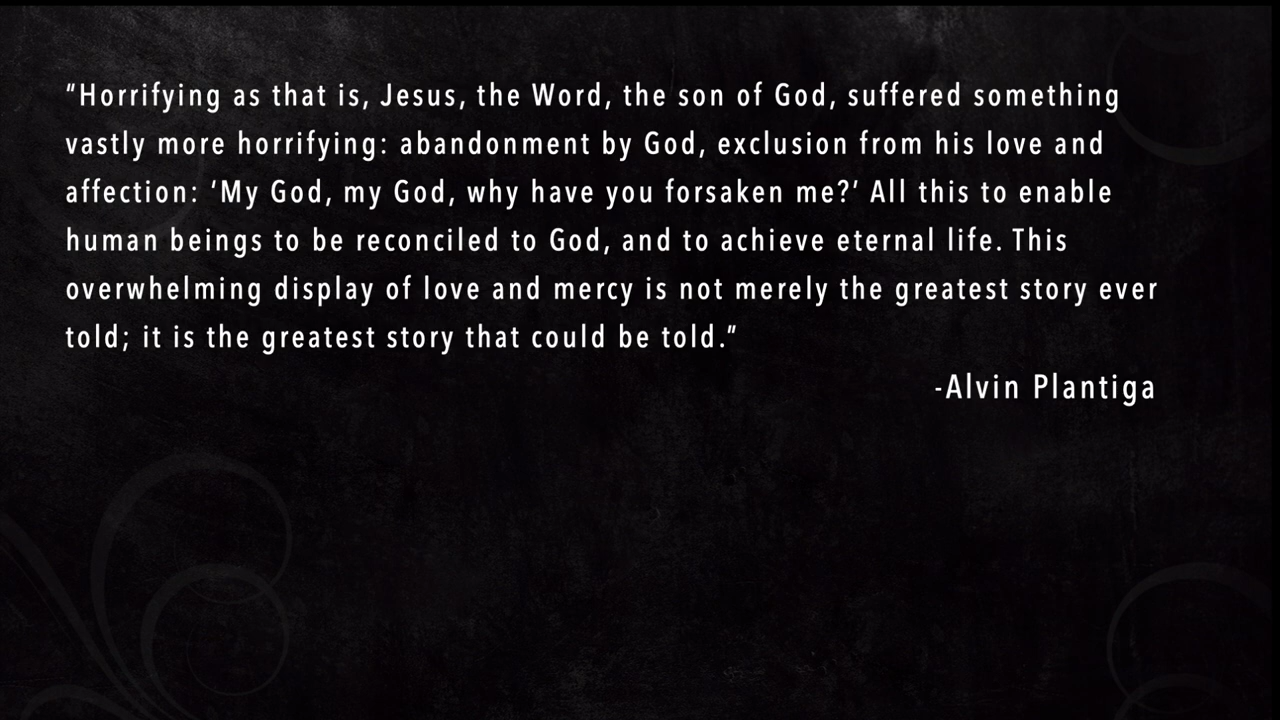 “Horrifying as that is, Jesus, the Word, the son of God, suffered something
vastly more horrifying: abandonment by God, exclusion from his love and
affection: ‘My God, my God, why have you forsaken me?’ All this to enable
human beings to be reconciled to God, and to achieve eternal life. This
overwhelming display of love and mercy is not merely the greatest story ever
told; it is the greatest story that could be told.”
-Alvin Plantiga